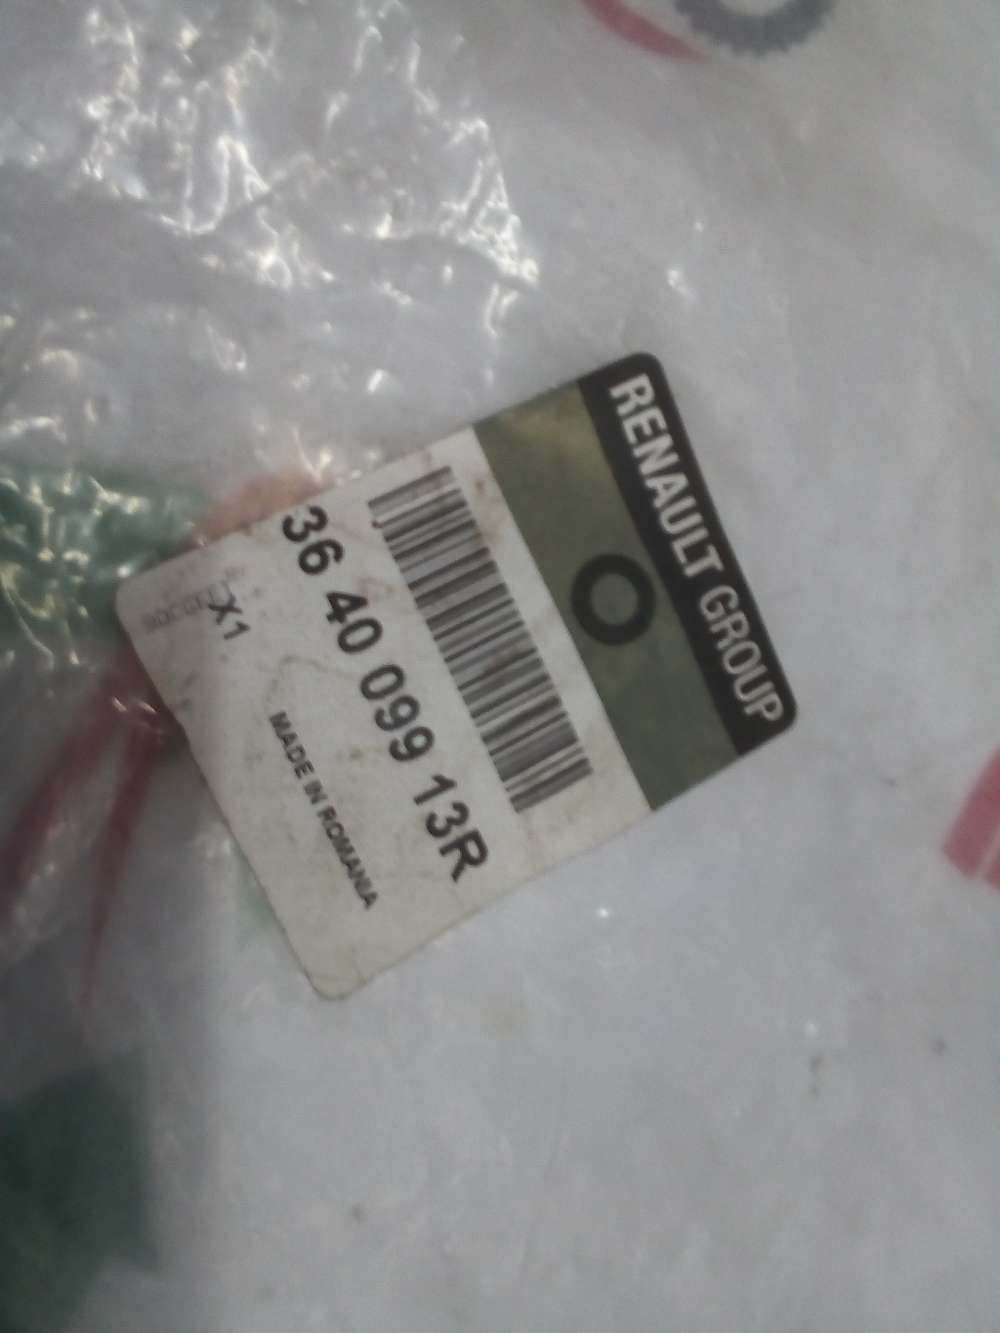 RENAULT GROUP
36 40 099 13R
X1
MADE IN ROMANIA